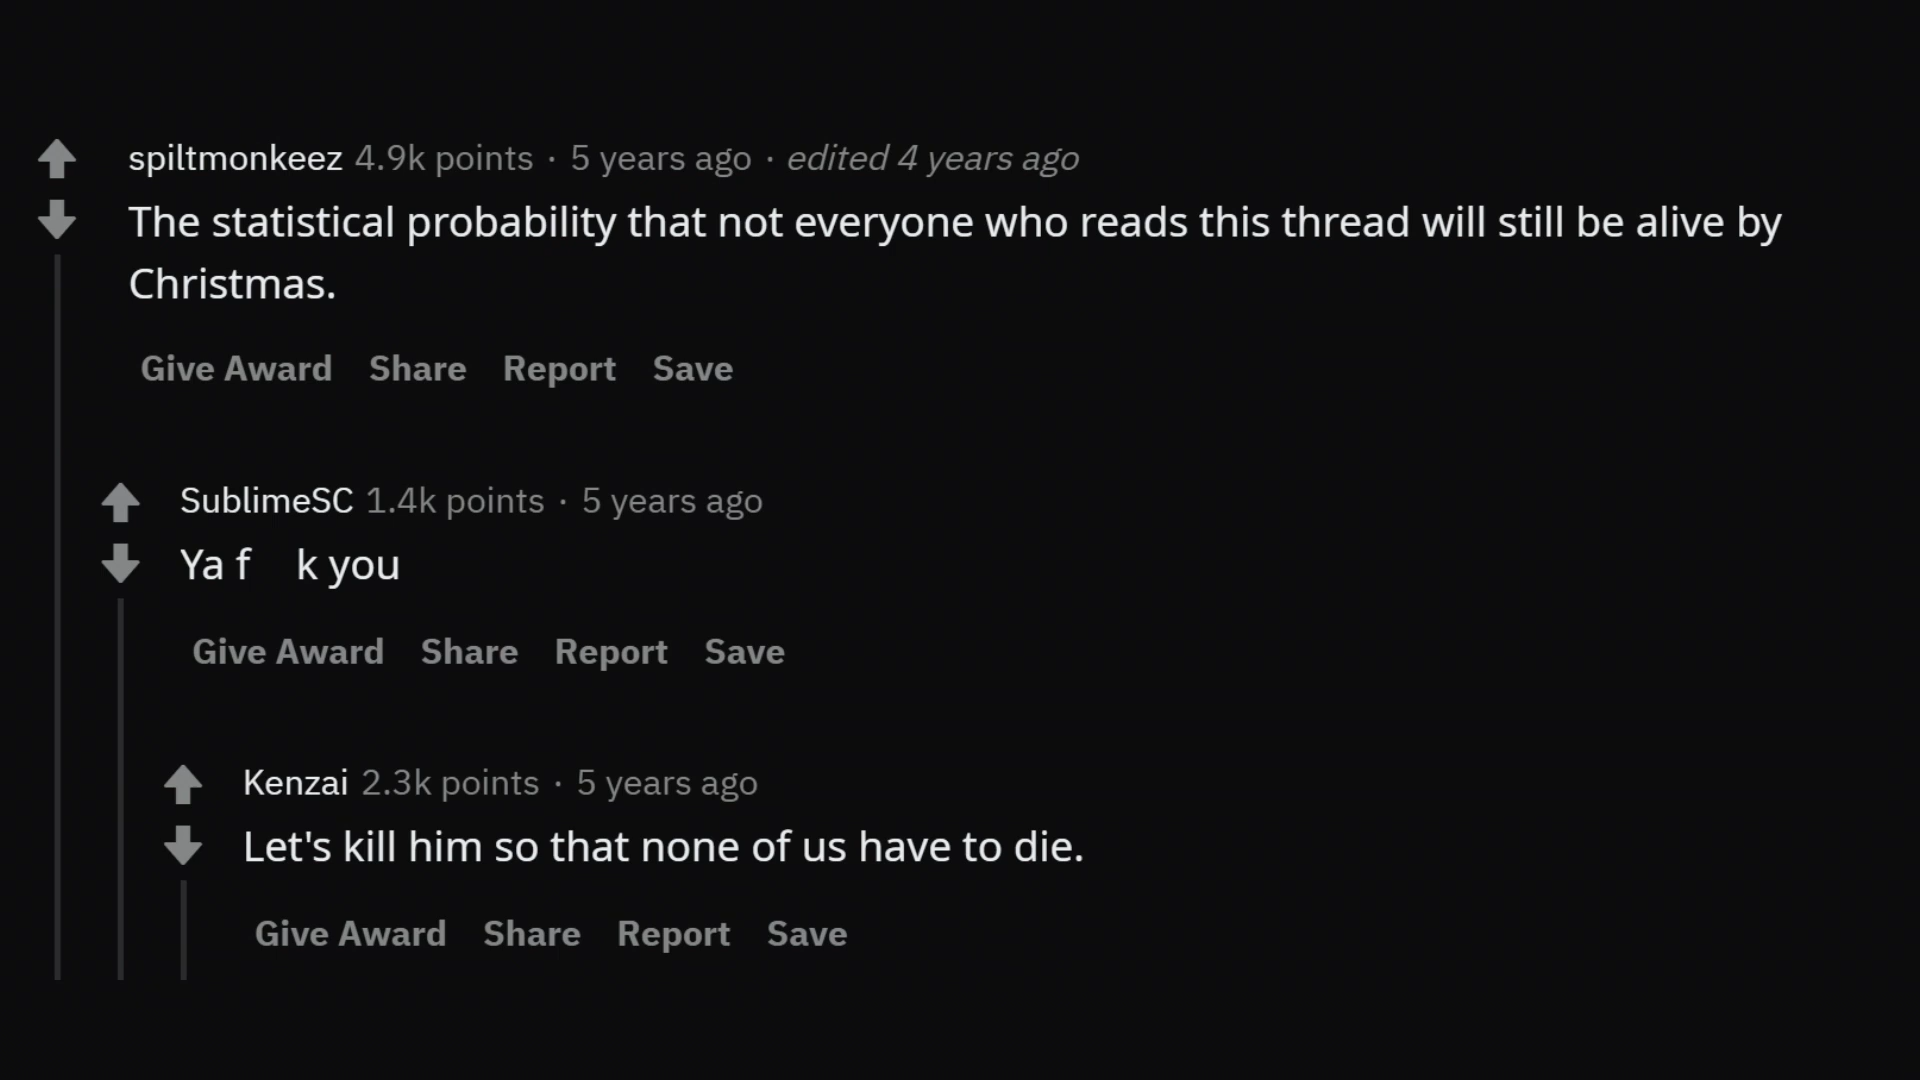 spiltmonkeez 4.9k points · 5 years ago · edited 4 years ago
The statistical probability that not everyone who reads this thread will still be alive by
Christmas.
Give Award Share Report Save
SublimeSC 1.4k points · 5 years ago
Ya f k you
Give Award Share Report Save
Kenzai 2.3k points · 5 years ago
Let's kill him so that none of us have to die.
Give Award Share Report Save